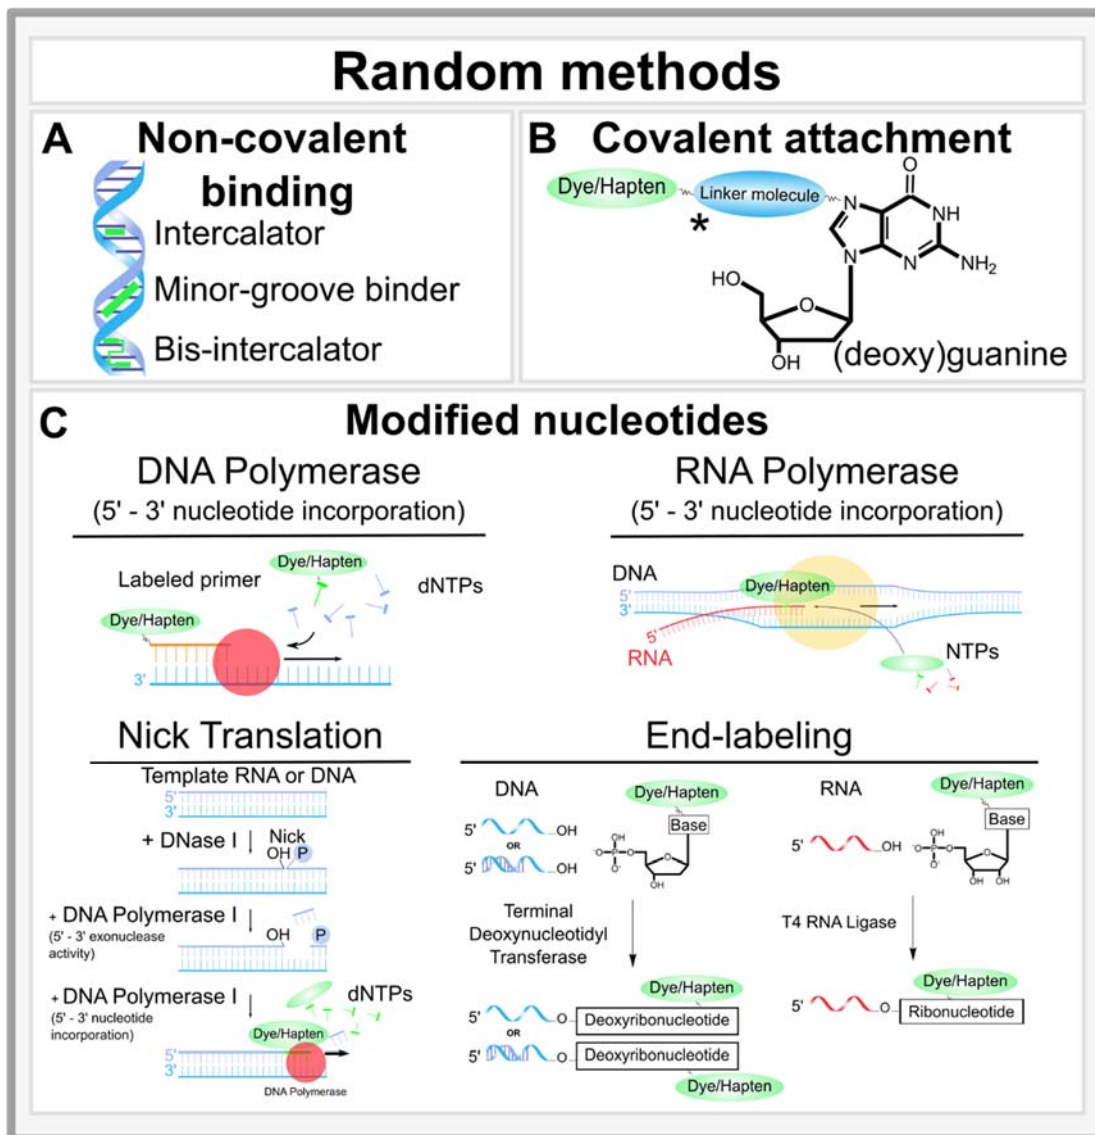 Random methods
A Non-covalent
binding
Intercalator
Minor-groove binder
Bis-intercalator
B Covalent attachment
Dye/Hapten
Linker molecule
*
O
N
NH
N
N
NH2
HO
O
OH
(deoxy)guanine
C Modified nucleotides
DNA Polymerase
(5' - 3' nucleotide incorporation)
Labeled primer
Dye/Hapten
dNTPs
Dye/Hapten
3'
RNA Polymerase
(5' - 3' nucleotide incorporation)
DNA
Dye/Hapten
5'
3'
5'
RNA
NTPs
Nick Translation
Template RNA or DNA
5'
3'
+ DNase I
Nick
OH P
+ DNA Polymerase I
(5' - 3' exonuclease
activity)
OH P
+ DNA Polymerase I
(5' - 3' nucleotide
incorporation)
dNTPs
Dye/Hapten
5'
3'
DNA Polymerase
End-labeling
DNA
Dye/Hapten
5' OH
OR
5' OH
Base
OH
-O P O
O-
O
OH
Terminal
Deoxynucleotidyl
Transferase
Dye/Hapten
5' O Deoxyribonucleotide
OR
5' O Deoxyribonucleotide
Dye/Hapten
RNA
Dye/Hapten
5' OH
Base
OH
-O P O
O-
O
OH OH
T4 RNA Ligase
Dye/Hapten
5' O Ribonucleotide